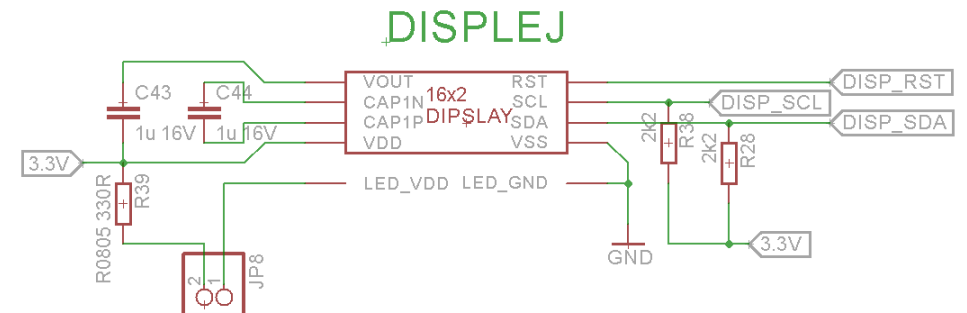 DISPLEJ
VOUT RST DISP_RST
C43 C44 CAP1N 16x2 SCL DISP_SCL
1u 16V 1u 16V CAP1P DIPSLAY SDA DISP_SDA
VDD VSS
2k2 R38
2k2 R28
3.3V
LED_VDD LED_GND
R0805 330R R39
3.3V
GND
JP8
2 1